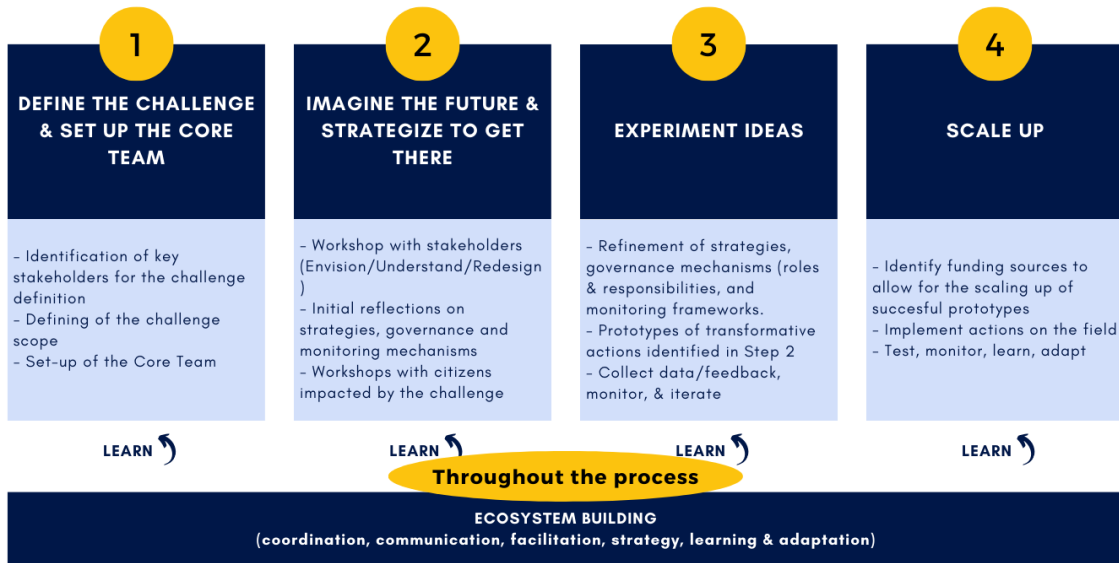 1
DEFINE THE CHALLENGE
& SET UP THE CORE
TEAM
- Identification of key
stakeholders for the challenge
definition
- Defining of the challenge
scope
- Set-up of the Core Team
LEARN
2
IMAGINE THE FUTURE &
STRATEGIZE TO GET
THERE
- Workshop with stakeholders
(Envision/Understand/Redesign
)
- Initial reflections on
strategies, governance and
monitoring mechanisms
- Workshops with citizens
impacted by the challenge
LEARN
3
EXPERIMENT IDEAS
- Refinement of strategies,
governance mechanisms (roles
& responsibilities, and
monitoring frameworks.
- Prototypes of transformative
actions identified in Step 2
- Collect data/feedback,
monitor, & iterate
LEARN
4
SCALE UP
- Identify funding sources to
allow for the scaling up of
succesful prototypes
- Implement actions on the field
- Test, monitor, learn, adapt
LEARN
Throughout the process
ECOSYSTEM BUILDING
(coordination, communication, facilitation, strategy, learning & adaptation)